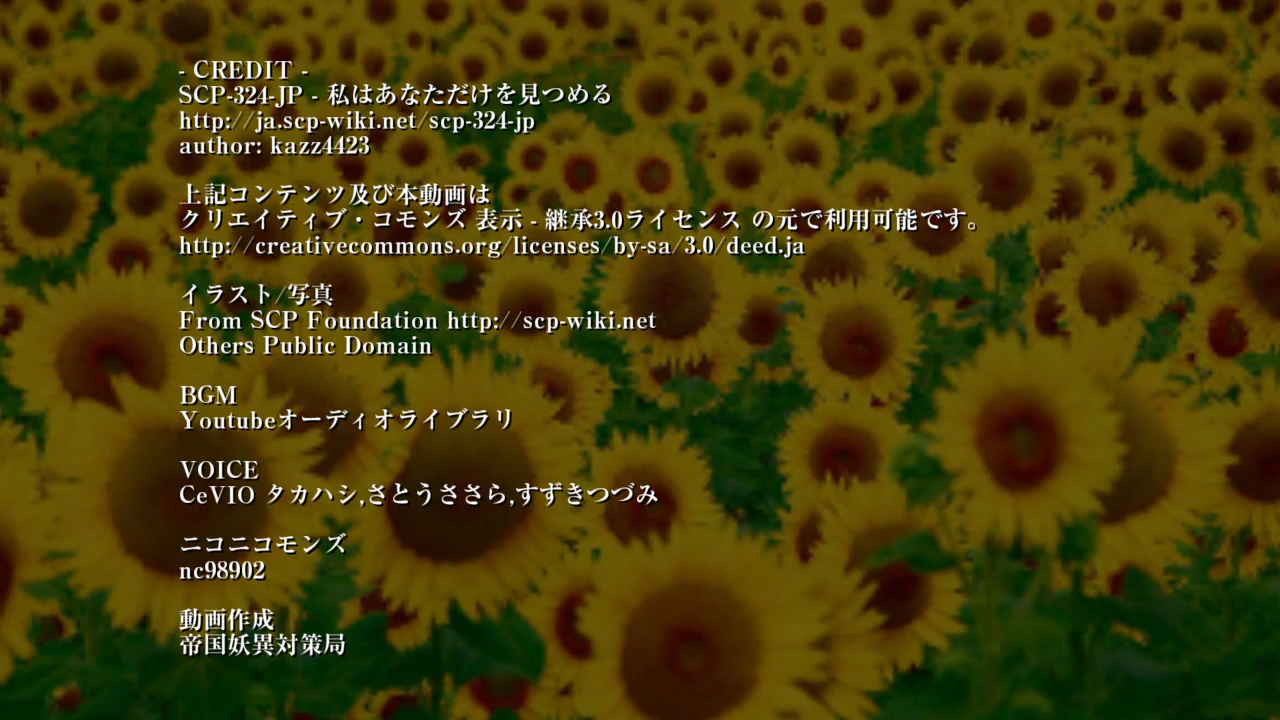 - CREDIT -
SCP-324-JP - 私はあなただけを見つめる
http://ja.scp-wiki.net/scp-324-jp
author: kazz4423
上記コンテンツ及び本動画は
クリエイティブ・コモンズ 表示 - 継承3.0ライセンス の元で利用可能です。
http://creativecommons.org/licenses/by-sa/3.0/deed.ja
イラスト/写真
From SCP Foundation http://scp-wiki.net
Others Public Domain
BGM
Youtubeオーディオライブラリ
VOICE
CeVIO タカハシ,さとうささら,すずきつづみ
ニコニコモンズ
nc98902
動画作成
帝国妖異対策局